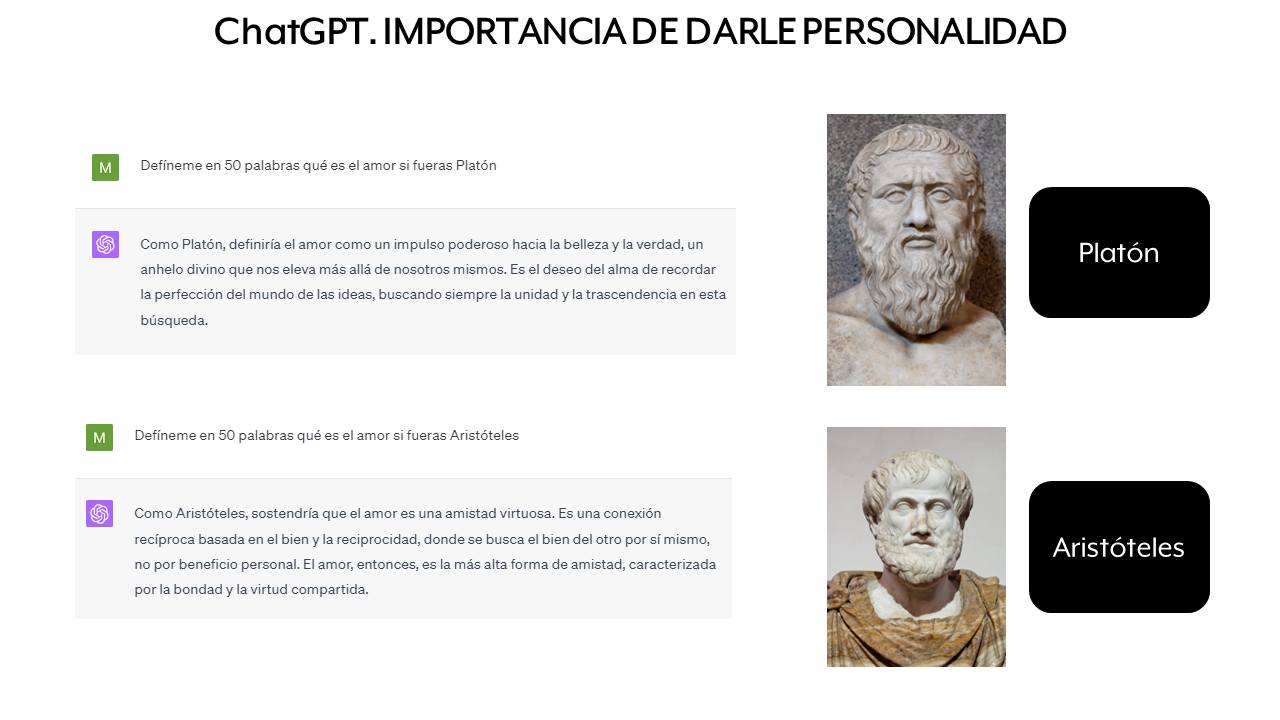 ChatGPT. IMPORTANCIA DE DARLE PERSONALIDAD
M
Defíneme en 50 palabras qué es el amor si fueras Platón
Como Platón, definiría el amor como un impulso poderoso hacia la belleza y la verdad, un
anhelo divino que nos eleva más allá de nosotros mismos. Es el deseo del alma de recordar
la perfección del mundo de las ideas, buscando siempre la unidad y la trascendencia en esta
búsqueda.
Platón
M
Defíneme en 50 palabras qué es el amor si fueras Aristóteles
Como Aristóteles, sostendría que el amor es una amistad virtuosa. Es una conexión
recíproca basada en el bien y la reciprocidad, donde se busca el bien del otro por sí mismo,
no por beneficio personal. El amor, entonces, es la más alta forma de amistad, caracterizada
por la bondad y la virtud compartida.
Aristóteles